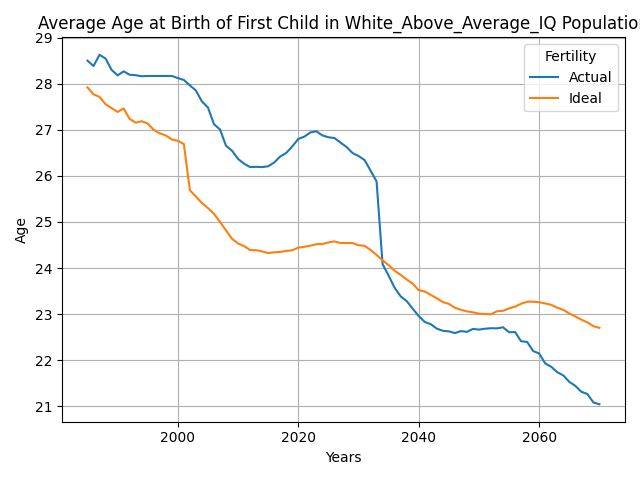 Average Age at Birth of First Child in White_Above_Average_IQ Population
29
28
27
26
25
24
23
22
21
Age
Fertility
Actual
Ideal
2000 2020 2040 2060
Years